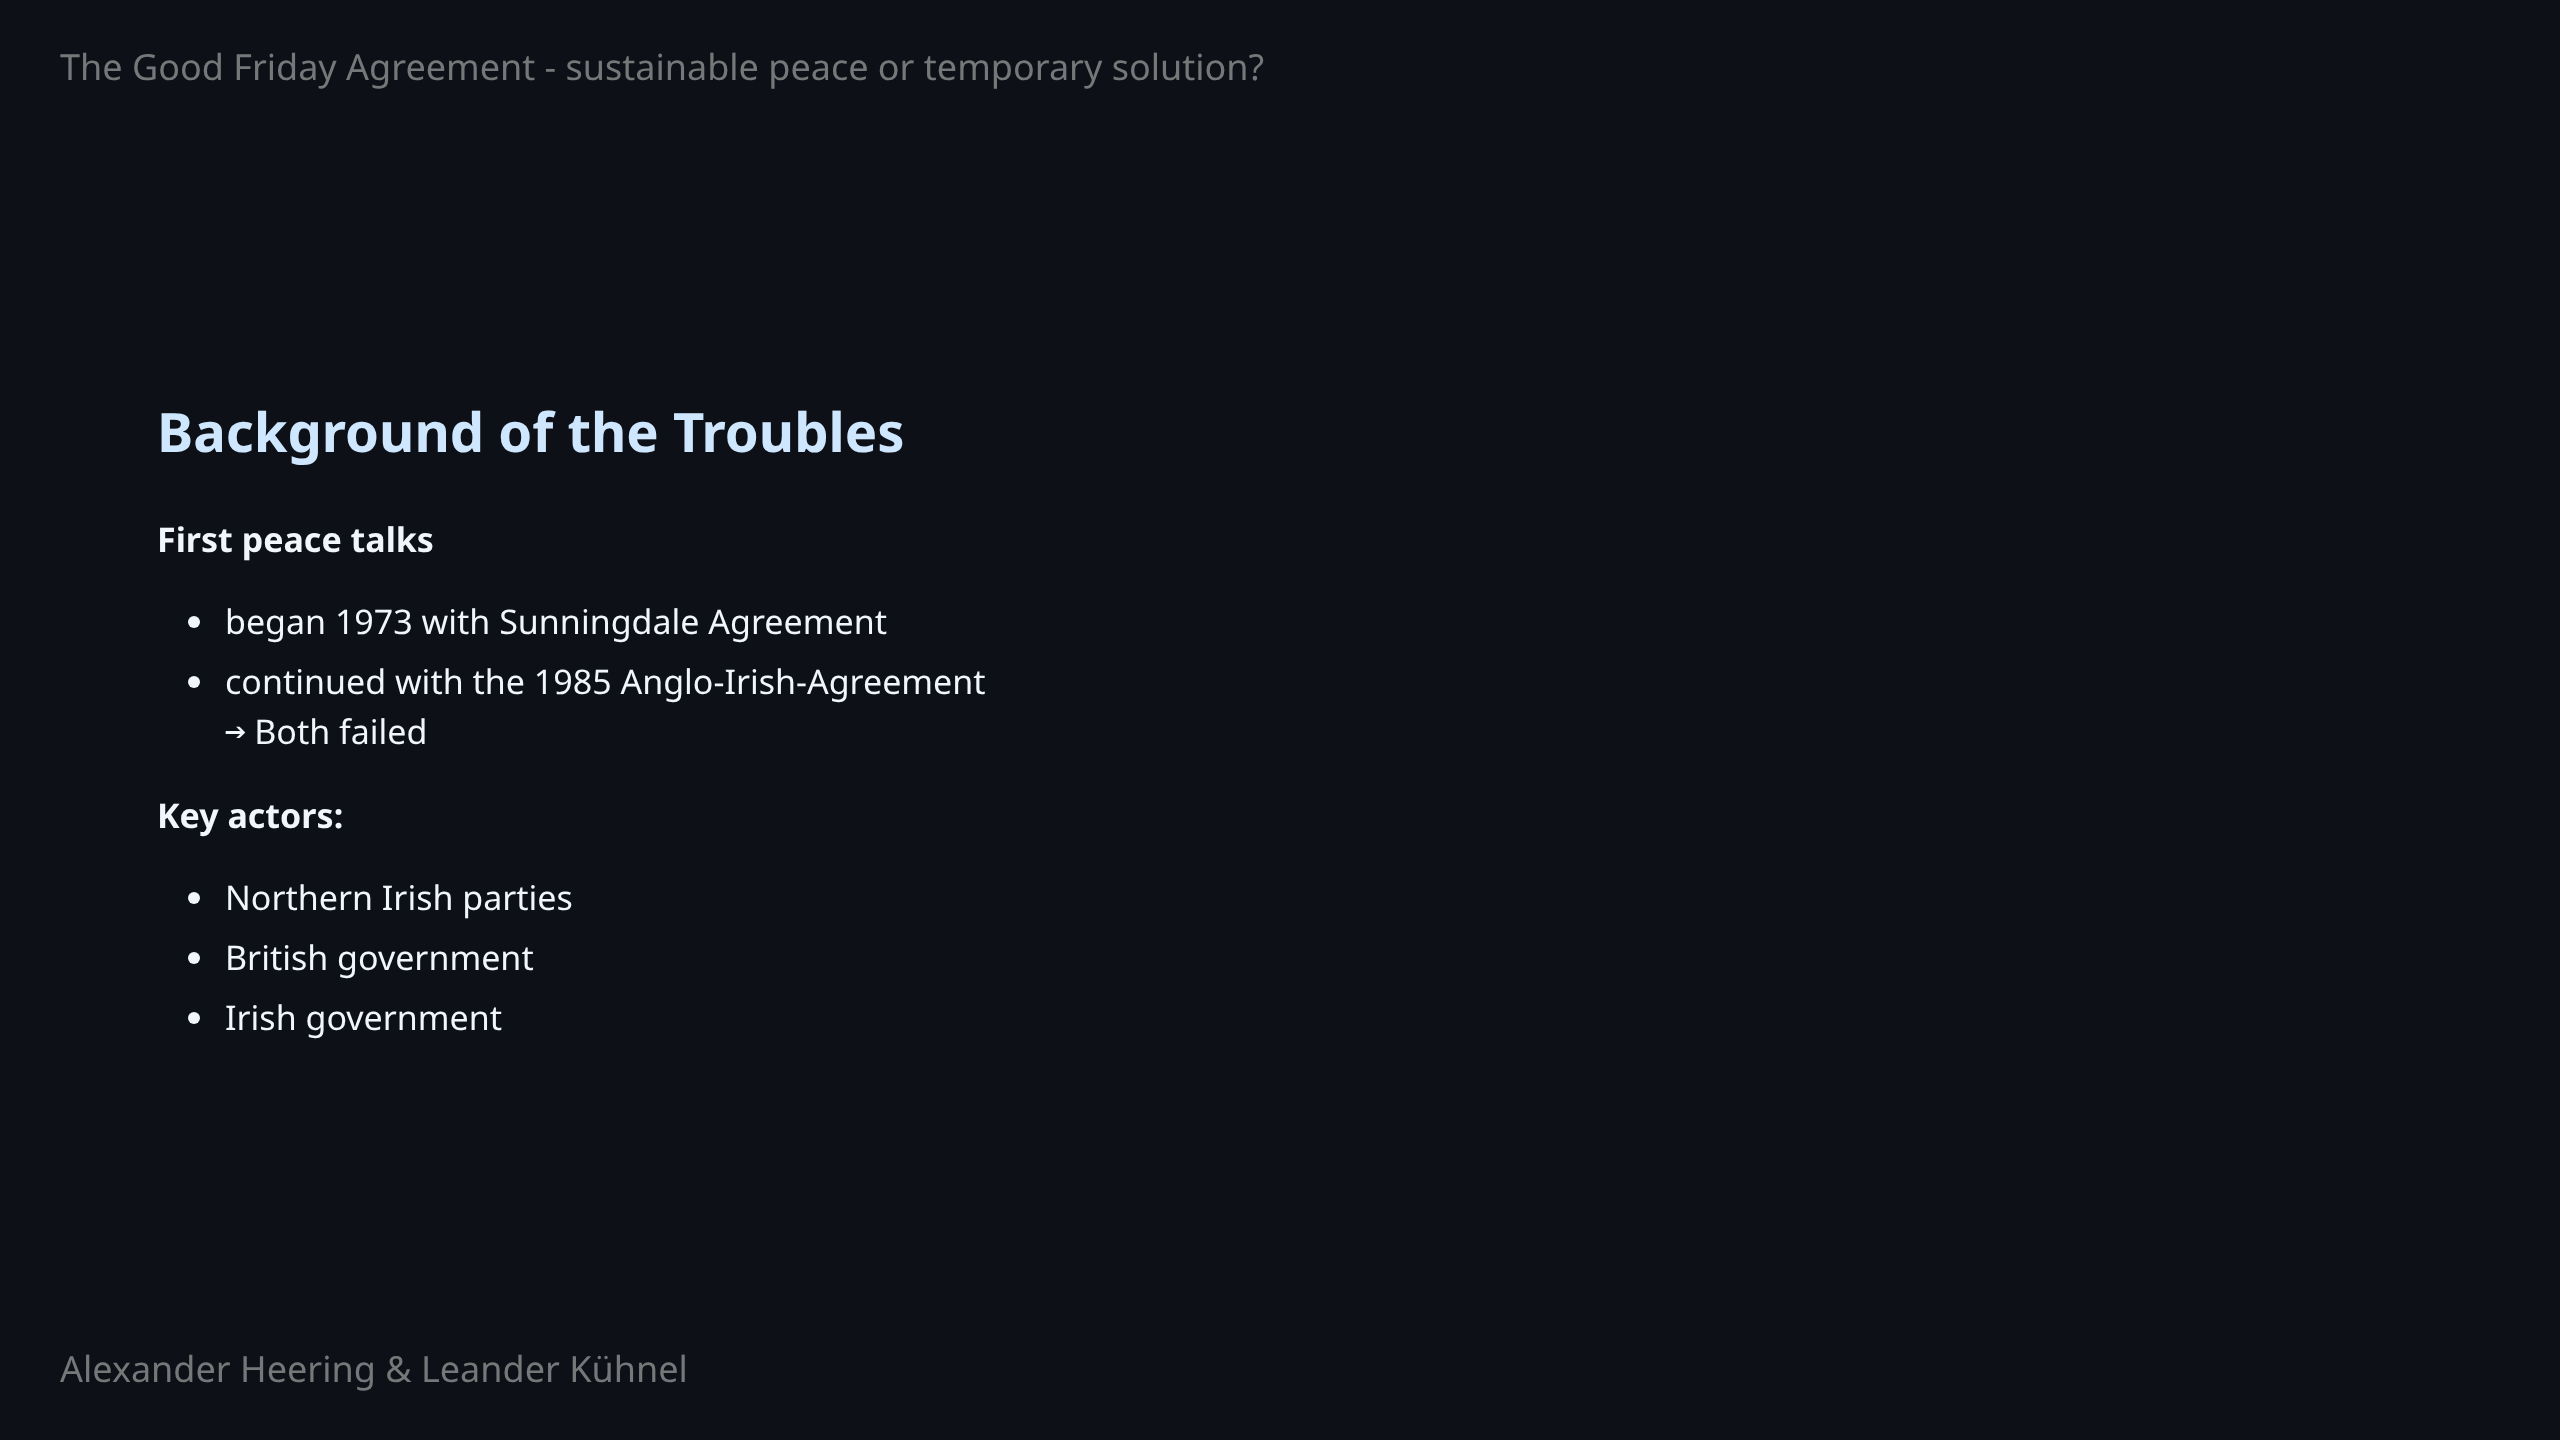 The Good Friday Agreement - sustainable peace or temporary solution?
Background of the Troubles
First peace talks
• began 1973 with Sunningdale Agreement
• continued with the 1985 Anglo-Irish-Agreement
→ Both failed
Key actors:
• Northern Irish parties
• British government
• Irish government
Alexander Heering & Leander Kühnel